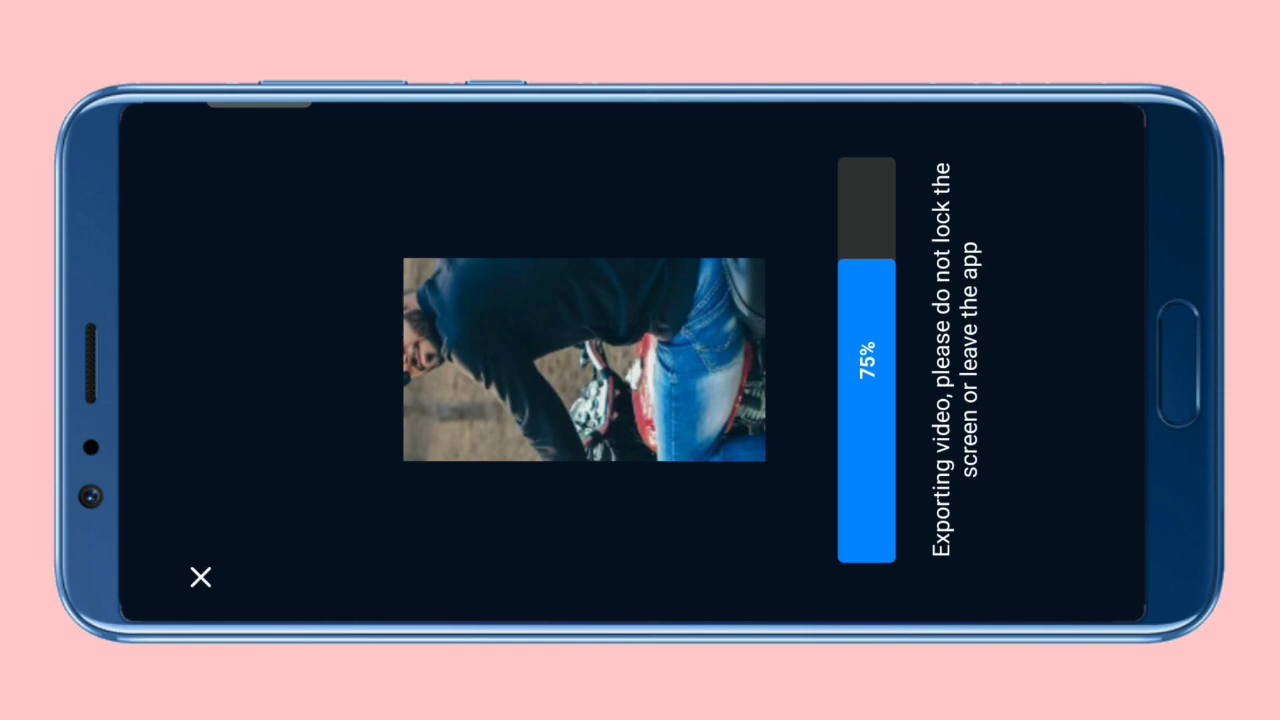 75%
Exporting video, please do not lock the
screen or leave the app